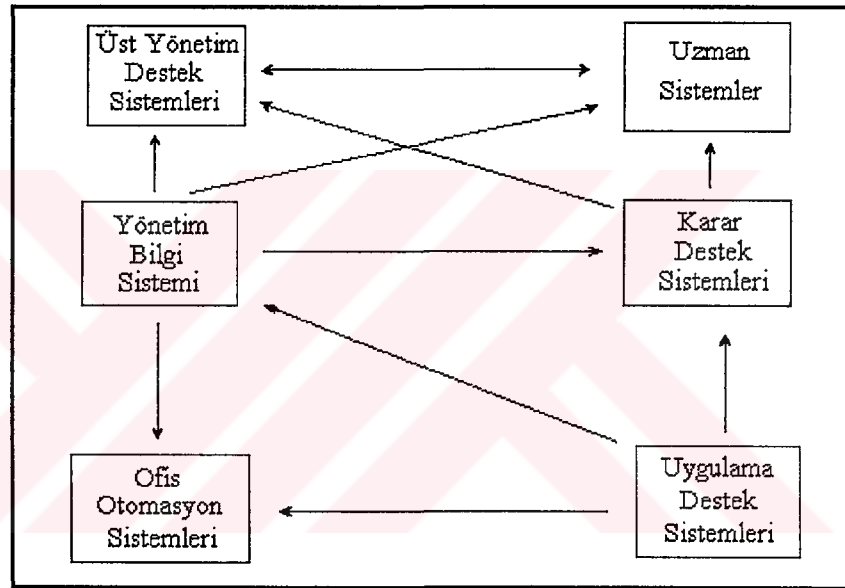 Üst Yönetim
Destek
Sistemleri
Uzman
Sistemler
Yönetim
Bilgi
Sistemi
Karar
Destek
Sistemleri
Ofis
Otomasyon
Sistemleri
Uygulama
Destek
Sistemleri